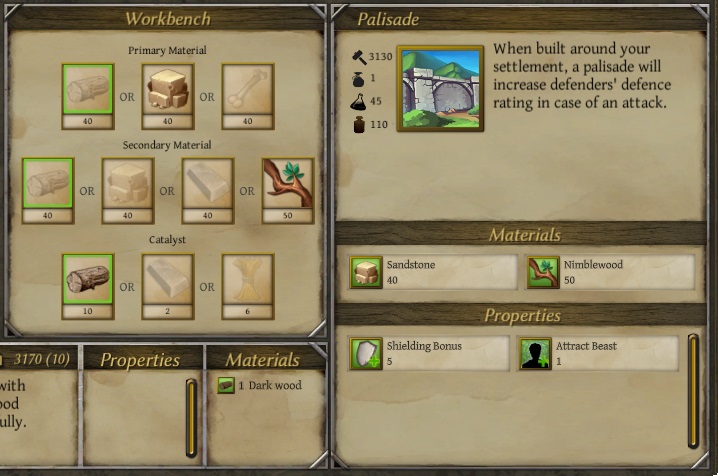 Workbench
Primary Material
OR
OR
40
40
40
Secondary Material
OR
OR
OR
40
40
40
50
Catalyst
OR
OR
10
2
6
3170 (10)
with
ood
ully.
Properties
Materials
1 Dark wood
Palisade
3130
1
45
110
When built around your
settlement, a palisade will
increase defenders' defence
rating in case of an attack.
Materials
Sandstone
40
Nimblewood
50
Properties
Shielding Bonus
5
Attract Beast
1